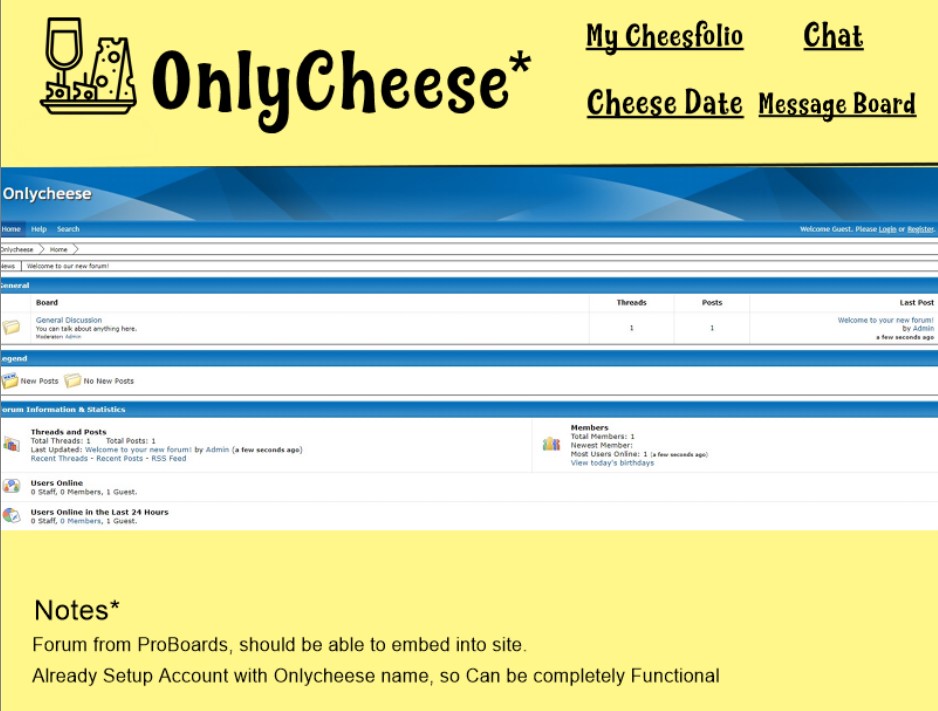 OnlyCheese*
My Cheesfolio
Chat
Cheese Date
Message Board
Onlycheese
Home Help Search
Welcome Guest. Please Login or Register.
Onlycheese Home
News Welcome to our new forum!
General
Board Threads Posts Last Post
General Discussion
You can talk about anything here.
Moderator: Admin
1 1
Welcome to your new forum!
by Admin
a few seconds ago
Legend
New Posts No New Posts
Forum Information & Statistics
Threads and Posts
Total Threads: 1 Total Posts: 1
Last Updated: Welcome to your new forum! by Admin (a few seconds ago)
Recent Threads - Recent Posts - RSS Feed
Members
Total Members: 1
Newest Member:
Most Users Online: 1 (a few seconds ago)
View today's birthdays
Users Online
0 Staff, 0 Members, 1 Guest.
Users Online in the Last 24 Hours
0 Staff, 0 Members, 1 Guest.
Notes*
Forum from ProBoards, should be able to embed into site.
Already Setup Account with Onlycheese name, so Can be completely Functional